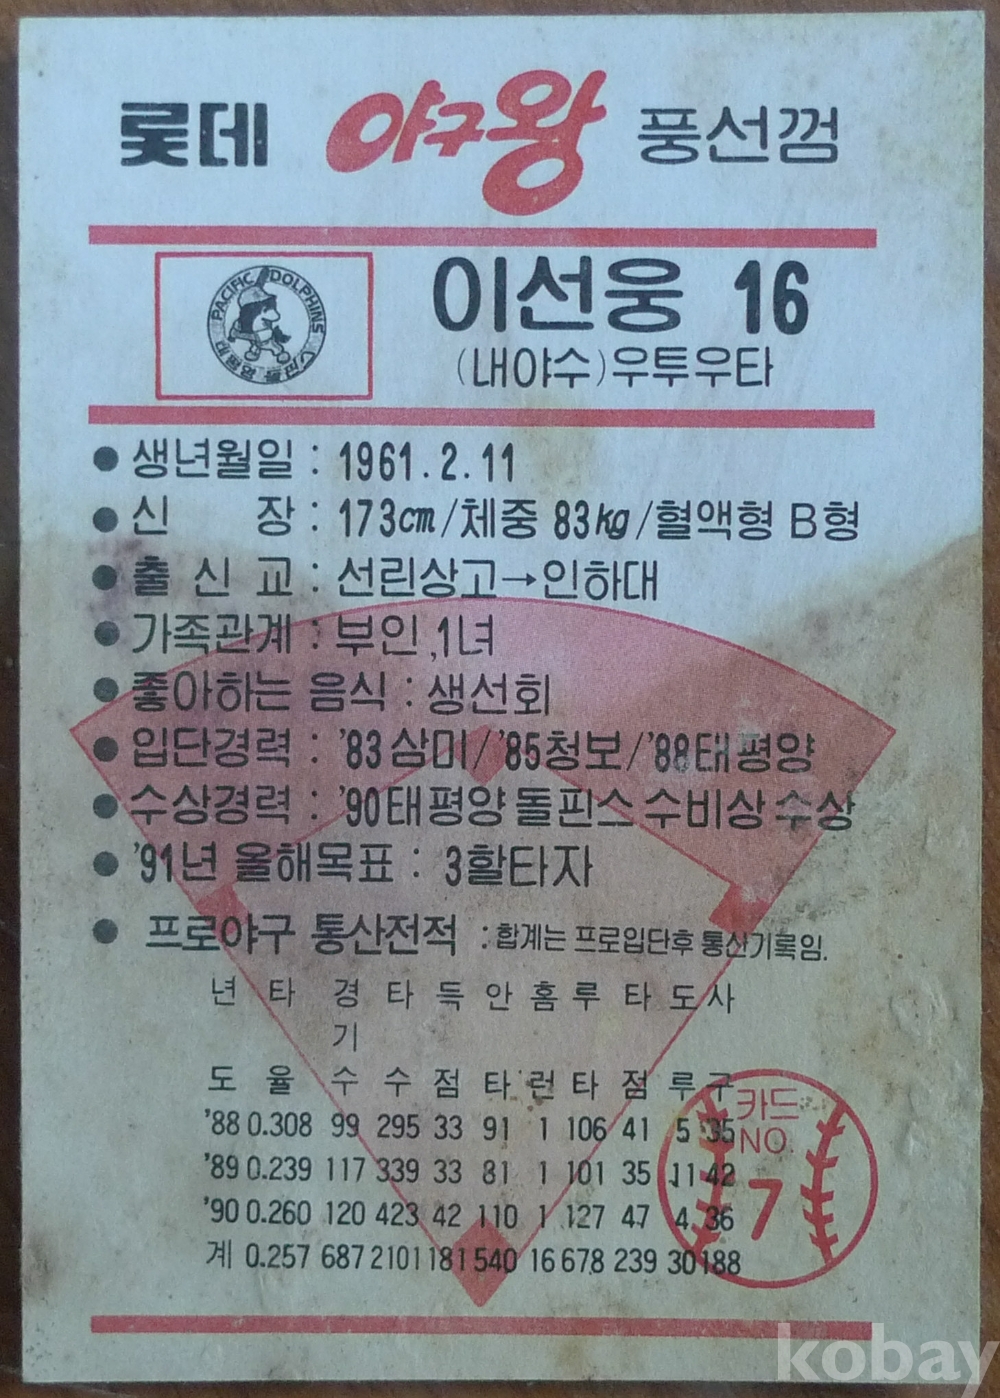 롯데 야구왕 풍선껌
PACIFIC DOLPHINS
이선웅 16
(내야수)우투우타
● 생년월일 : 1961.2.11
● 신 장 : 173cm/체중 83kg/혈액형 B형
● 출 신 교 : 선린상고→인하대
● 가족관계 : 부인,1녀
● 좋아하는 음식 : 생선회
● 입단경력 : '83삼미/'85청보/'88태평양
● 수상경력 : '90태평양돌핀스수비상수상
● '91년 올해목표 : 3할타자
● 프로야구 통산전적 : 합계는 프로입단후 통산기록임.
년 타 경 타 득 안 홈 루 타 도 사
기
도 율 수 수 점 타 런 타 점 루 구
'88 0.308 99 295 33 91 1 106 41 5 35
'89 0.239 117 339 33 81 1 101 35 11 42
'90 0.260 120 423 42 110 1 127 47 4 36
계 0.257 687 2101 181 540 16 678 239 30 188
카드
NO.
7
kobay